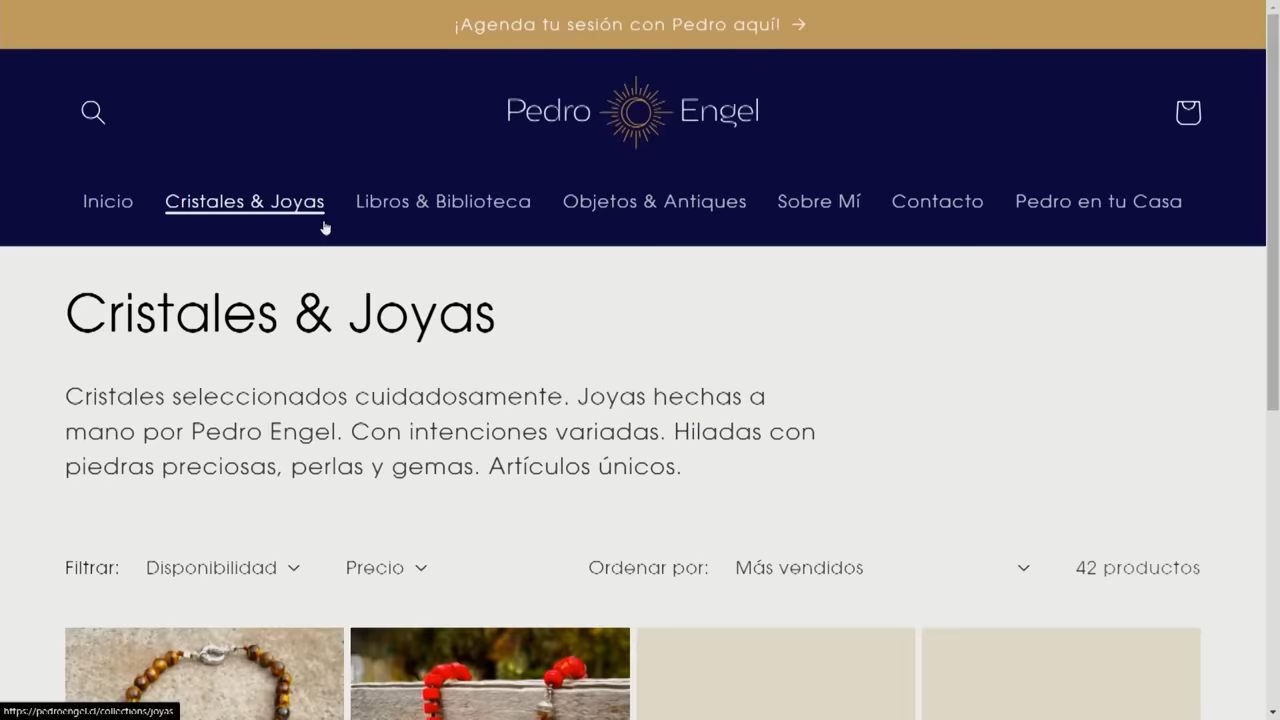 ¡Agenda tu sesión con Pedro aquí! →
Pedro Engel
Inicio Cristales & Joyas Libros & Biblioteca Objetos & Antiques Sobre Mí Contacto Pedro en tu Casa
Cristales & Joyas
Cristales seleccionados cuidadosamente. Joyas hechas a
mano por Pedro Engel. Con intenciones variadas. Hiladas con
piedras preciosas, perlas y gemas. Artículos únicos.
Filtrar: Disponibilidad Precio Ordenar por: Más vendidos 42 productos
https://pedroengel.cl/collections/joyas